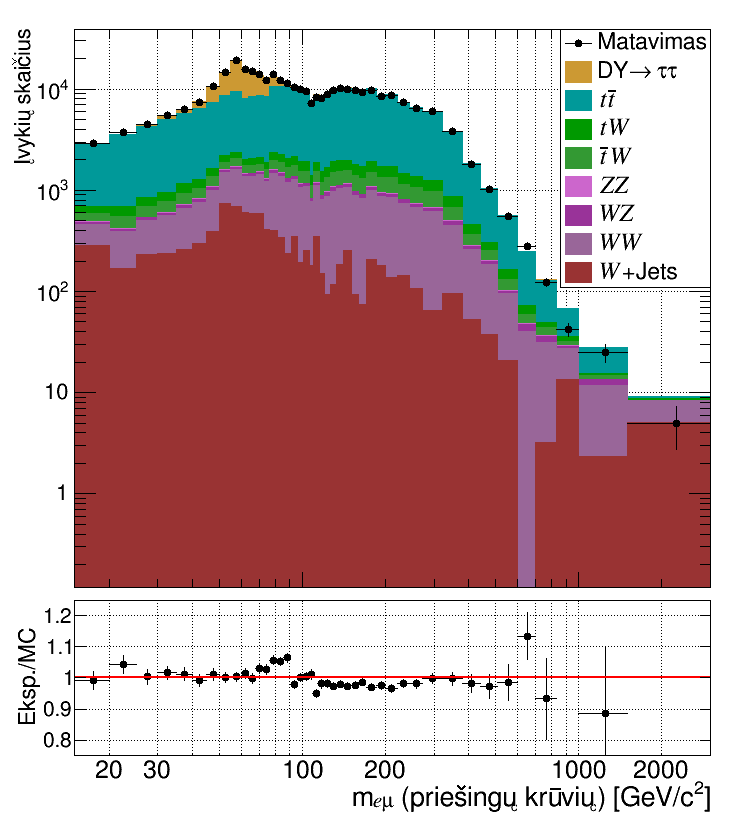 Įvykių skaičius
10⁴
10³
10²
10
1
Matavimas
DY→ ττ
tt̄
tW
t̄W
ZZ
WZ
WW
W+Jets
Eksp./MC
1.2
1.1
1
0.9
0.8
20 30 100 200 1000 2000
m_eμ (priešingų krūvių) [GeV/c²]